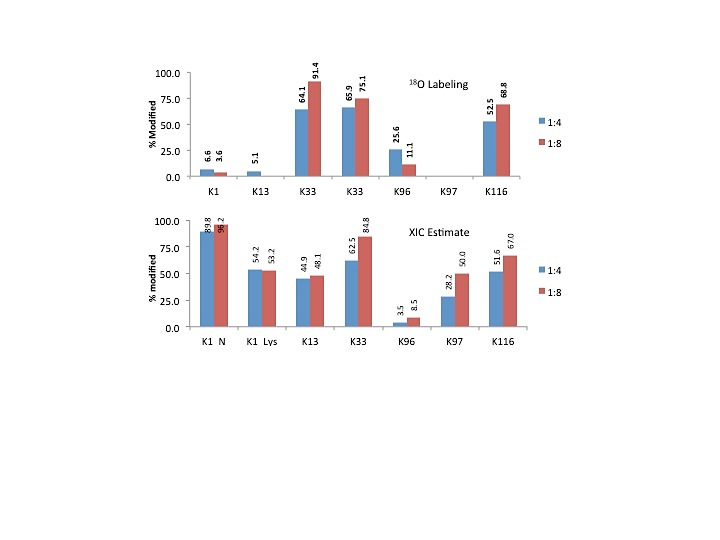 ¹⁸O Labeling
% Modified
100.0
75.0
50.0
25.0
0.0
6.6 3.6 5.1 64.1 91.4 65.9 75.1 25.6 11.1 52.5 68.8
K1 K13 K33 K33 K96 K97 K116
1:4
1:8
XIC Estimate
% modified
100.0
75.0
50.0
25.0
0.0
89.8 96.2 54.2 53.2 44.9 48.1 62.5 84.8 3.5 8.5 28.2 50.0 51.6 67.0
K1 N K1 Lys K13 K33 K96 K97 K116
1:4
1:8